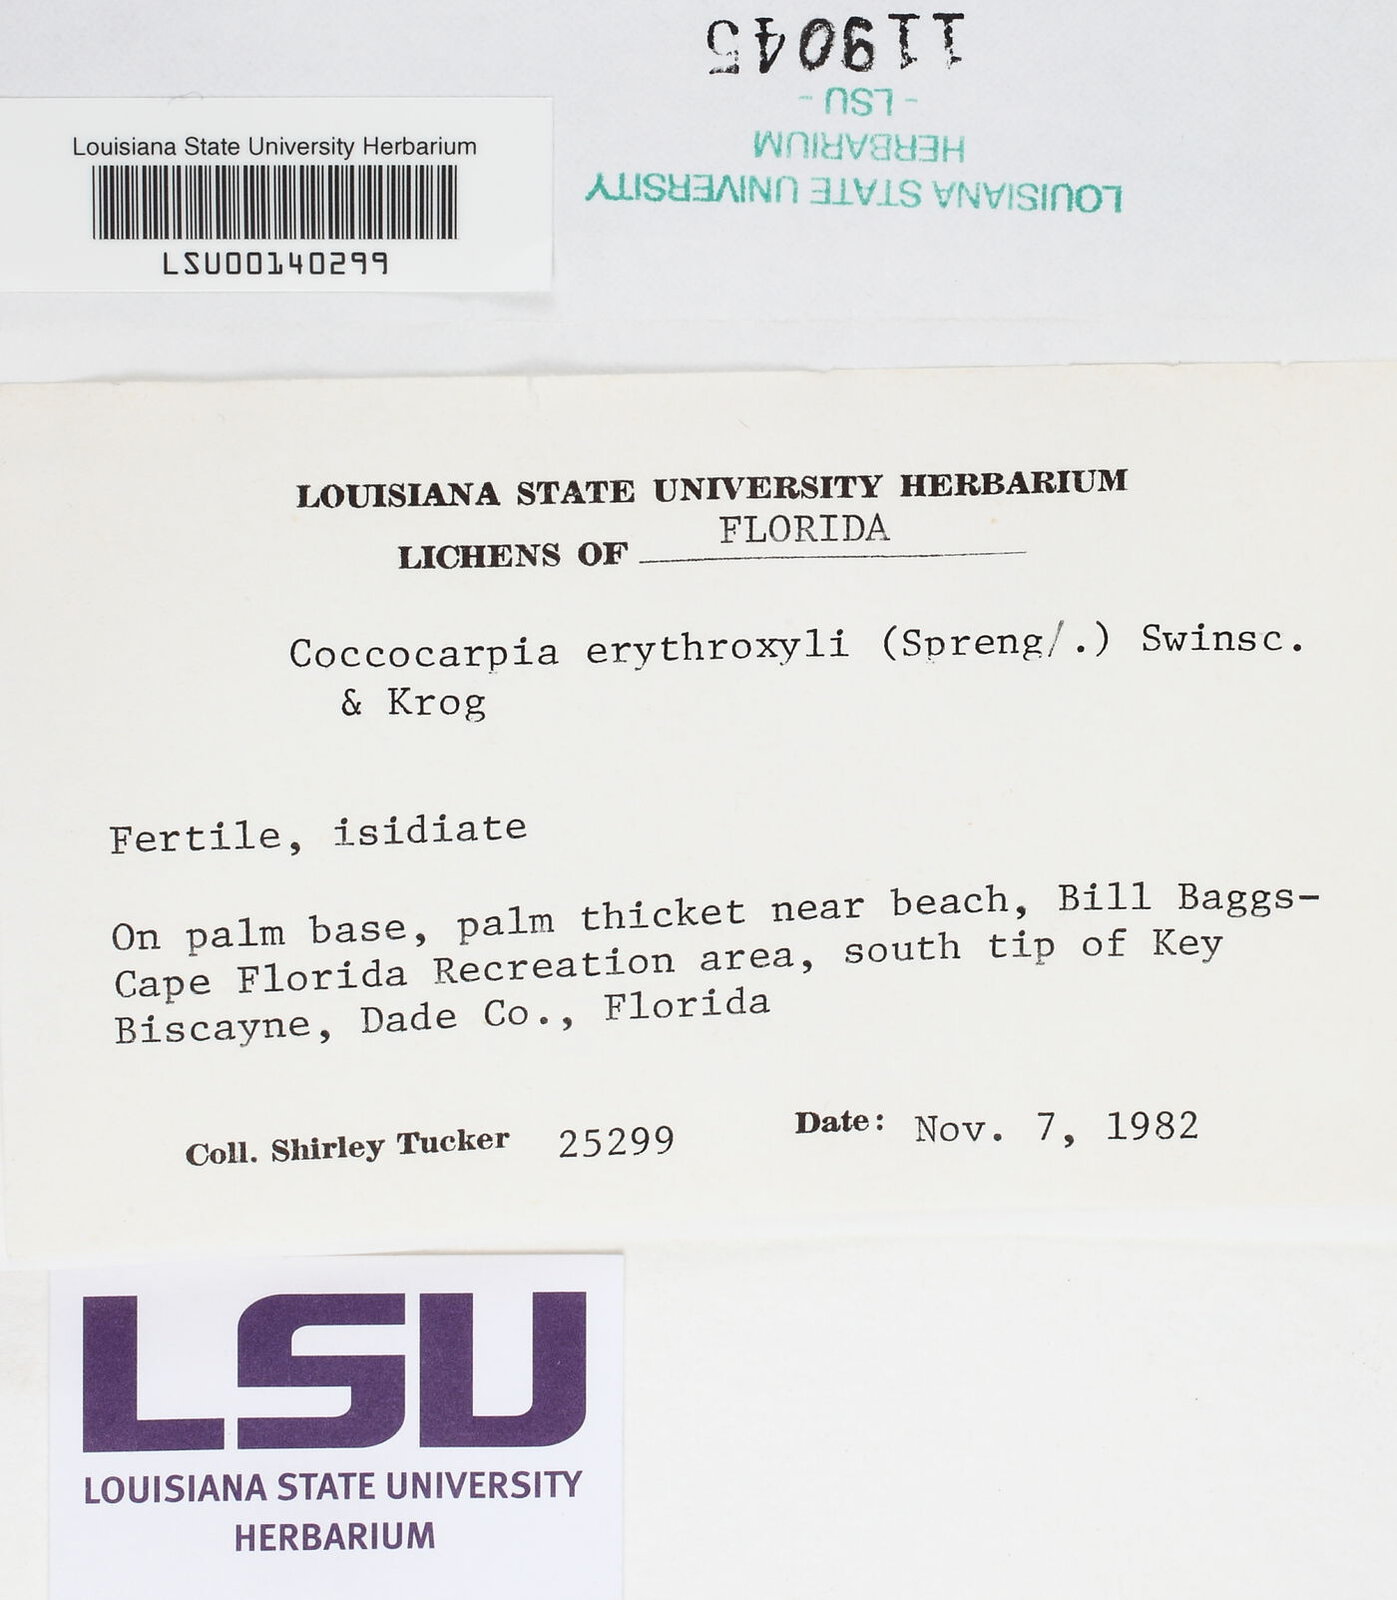 119045
- LSU -
HERBARIUM
LOUISIANA STATE UNIVERSITY
Louisiana State University Herbarium
LSU00140299
LOUISIANA STATE UNIVERSITY HERBARIUM
LICHENS OF FLORIDA
Coccocarpia erythroxyli (Spreng/.) Swinsc.
& Krog
Fertile, isidiate
On palm base, palm thicket near beach, Bill Baggs-
Cape Florida Recreation area, south tip of Key
Biscayne, Dade Co., Florida
Coll. Shirley Tucker 25299 Date: Nov. 7, 1982
LSU
LOUISIANA STATE UNIVERSITY
HERBARIUM